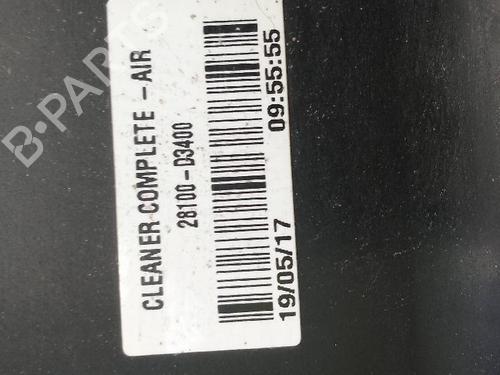 CLEANER COMPLETE - AIR
28100-D3400
19/05/17 09:55:55
B-PARTS